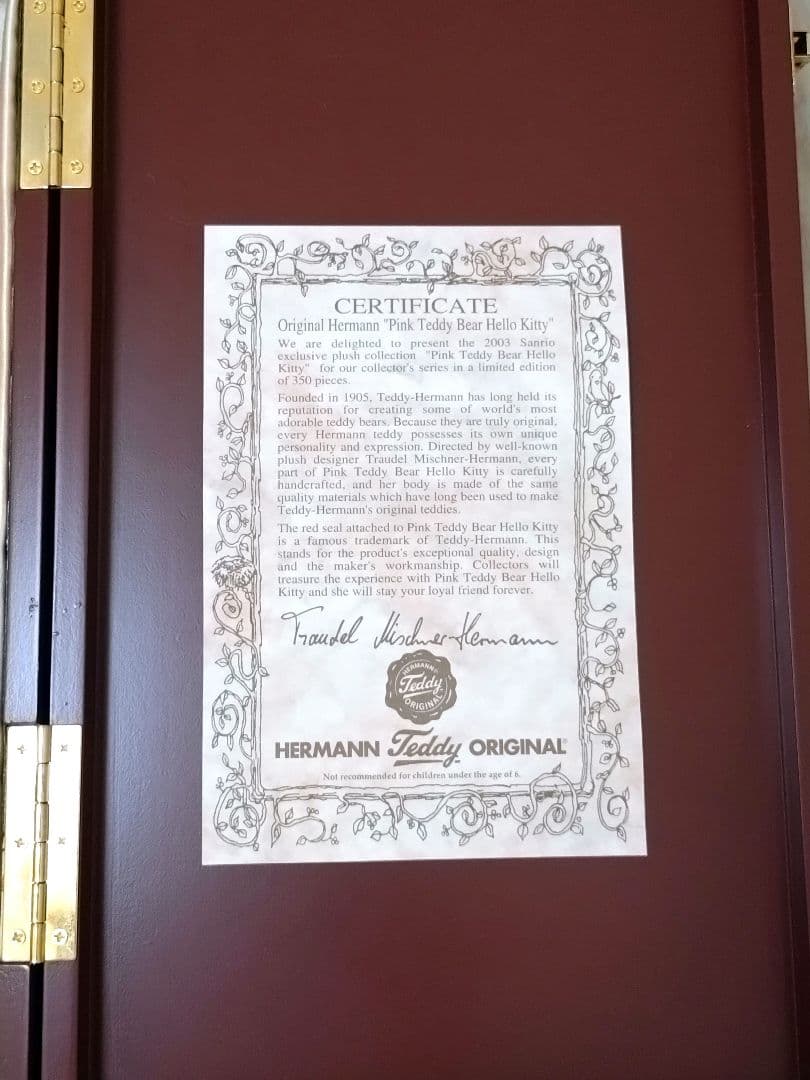 CERTIFICATE
Original Hermann "Pink Teddy Bear Hello Kitty"
We are delighted to present the 2003 Sanrio
exclusive plush collection "Pink Teddy Bear Hello
Kitty" for our collector's series in a limited edition
of 350 pieces.
Founded in 1905, Teddy-Hermann has long held its
reputation for creating some of world's most
adorable teddy bears. Because they are truly original,
every Hermann teddy possesses its own unique
personality and expression. Directed by well-known
plush designer Traudel Mischner-Hermann, every
part of Pink Teddy Bear Hello Kitty is carefully
handcrafted, and her body is made of the same
quality materials which have long been used to make
Teddy-Hermann's original teddies.
The red seal attached to Pink Teddy Bear Hello Kitty
is a famous trademark of Teddy-Hermann. This
stands for the product's exceptional quality, design
and the maker's workmanship. Collectors will
treasure the experience with Pink Teddy Bear Hello
Kitty and she will stay your loyal friend forever.
Traudel Mischner-Hermann
HERMANN
Teddy
ORIGINAL
HERMANN Teddy ORIGINAL®
Not recommended for children under the age of 6.